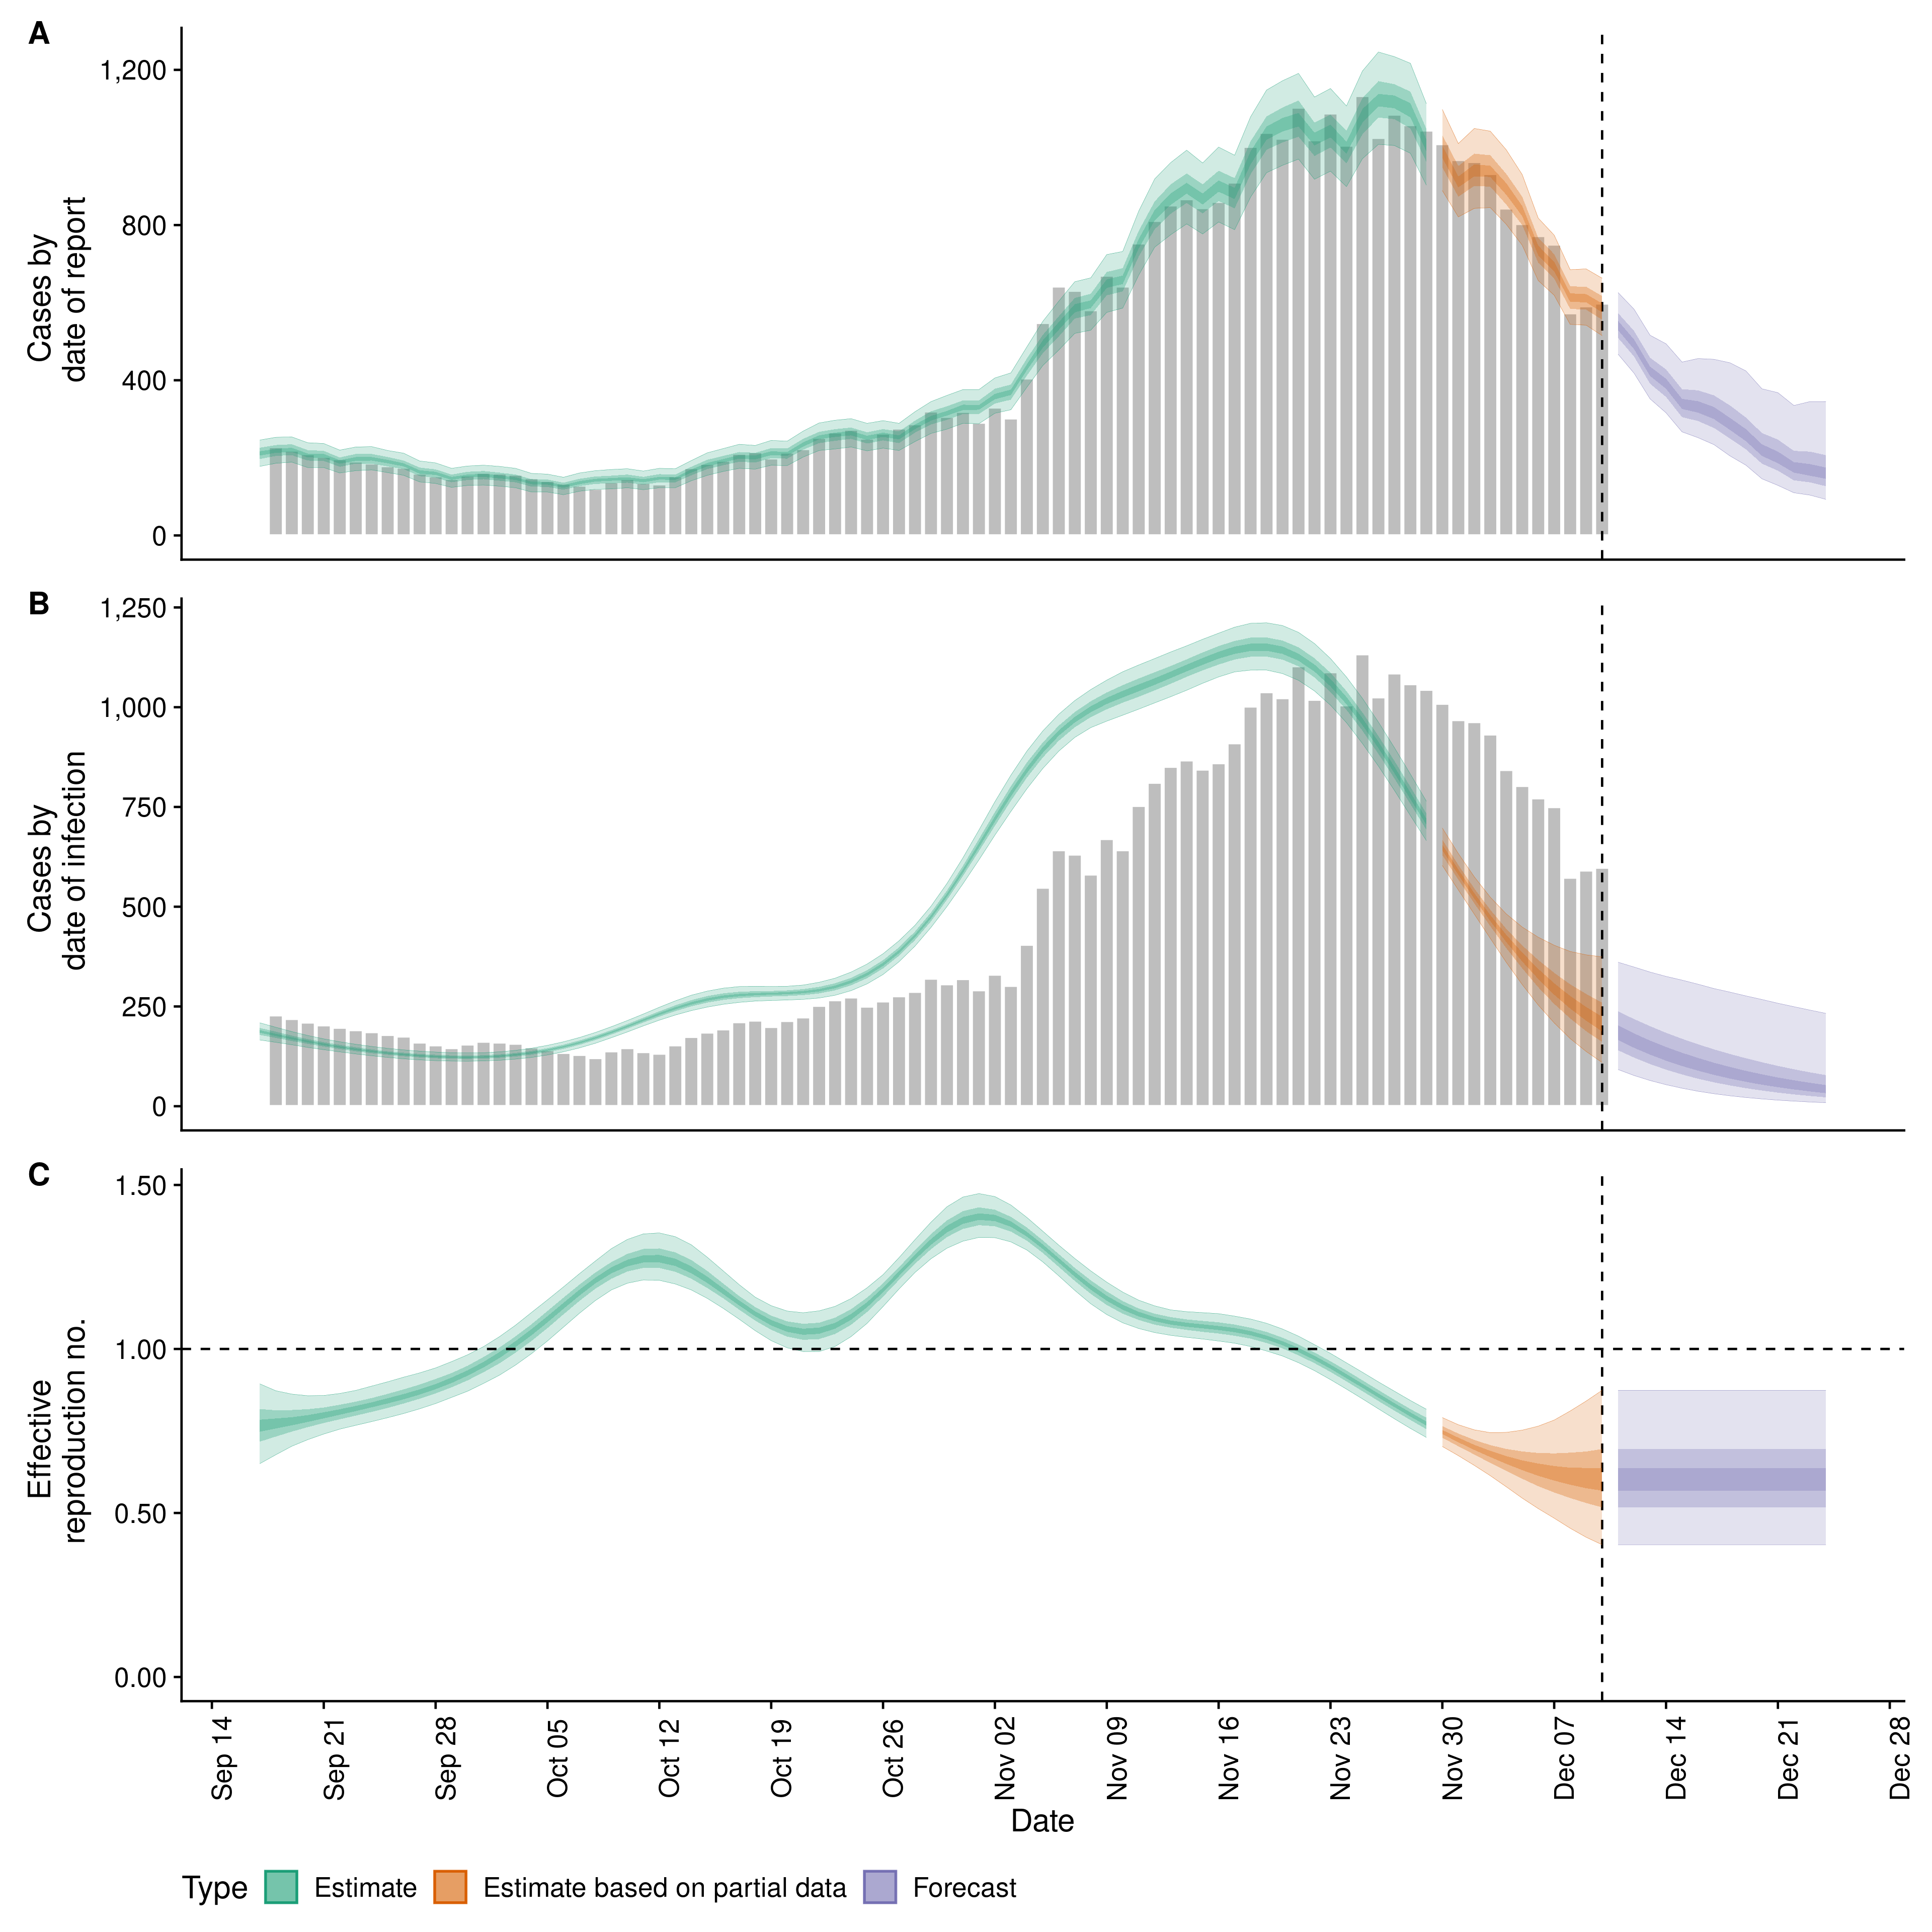 A
1,200
800
400
0
Cases by
date of report
B
1,250
1,000
750
500
250
0
Cases by
date of infection
C
1.50
1.00
0.50
0.00
Effective
reproduction no.
Sep 14
Sep 21
Sep 28
Oct 05
Oct 12
Oct 19
Oct 26
Nov 02
Nov 09
Nov 16
Nov 23
Nov 30
Dec 07
Dec 14
Dec 21
Dec 28
Date
Type Estimate Estimate based on partial data Forecast